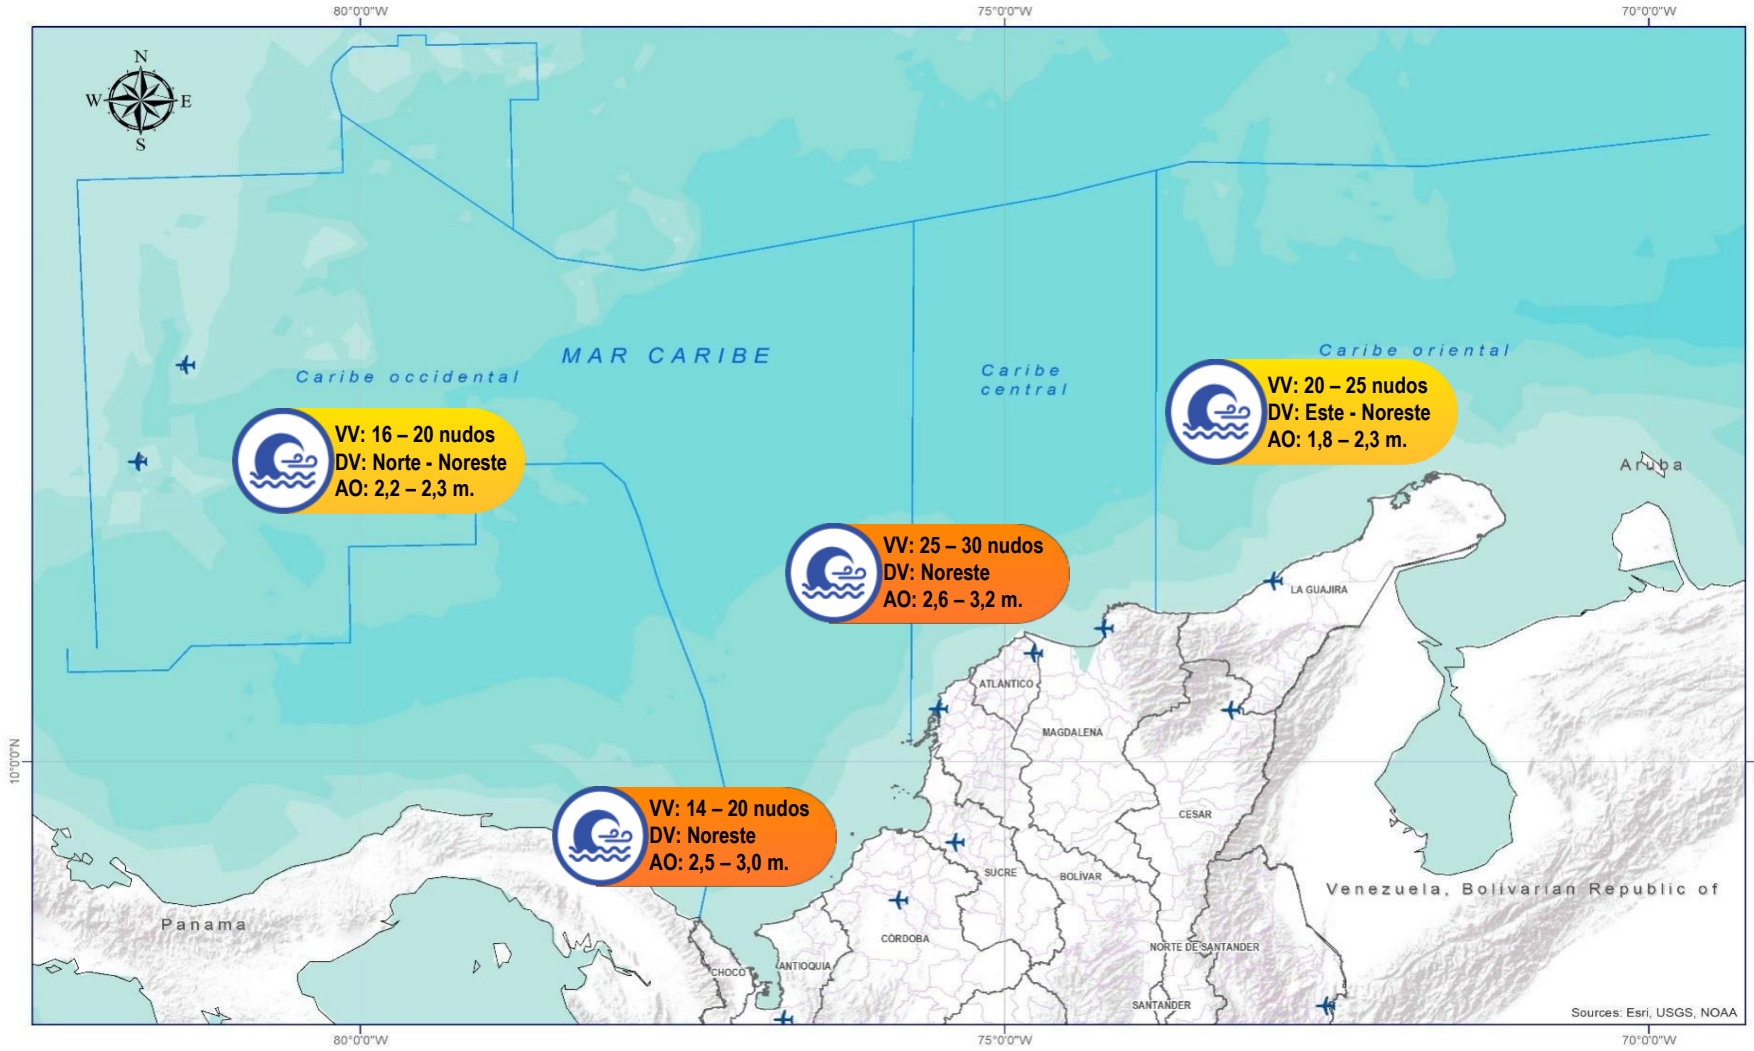 80°0'0"W
75°0'0"W
70°0'0"W
N
W
E
S
MAR CARIBE
Caribe occidental
Caribe
central
Caribe oriental
VV: 20 – 25 nudos
DV: Este - Noreste
AO: 1,8 – 2,3 m.
VV: 16 – 20 nudos
DV: Norte - Noreste
AO: 2,2 – 2,3 m.
Aruba
VV: 25 – 30 nudos
DV: Noreste
AO: 2,6 – 3,2 m.
LA GUAJIRA
ATLÁNTICO
MAGDALENA
10°0'0"N
CESAR
VV: 14 – 20 nudos
DV: Noreste
AO: 2,5 – 3,0 m.
SUCRE
BOLÍVAR
Venezuela, Bolivarian Republic of
Panama
CÓRDOBA
NORTE DE SANTANDER
CHOCÓ
ANTIOQUIA
SANTANDER
Sources: Esri, USGS, NOAA
80°0'0"W
75°0'0"W
70°0'0"W